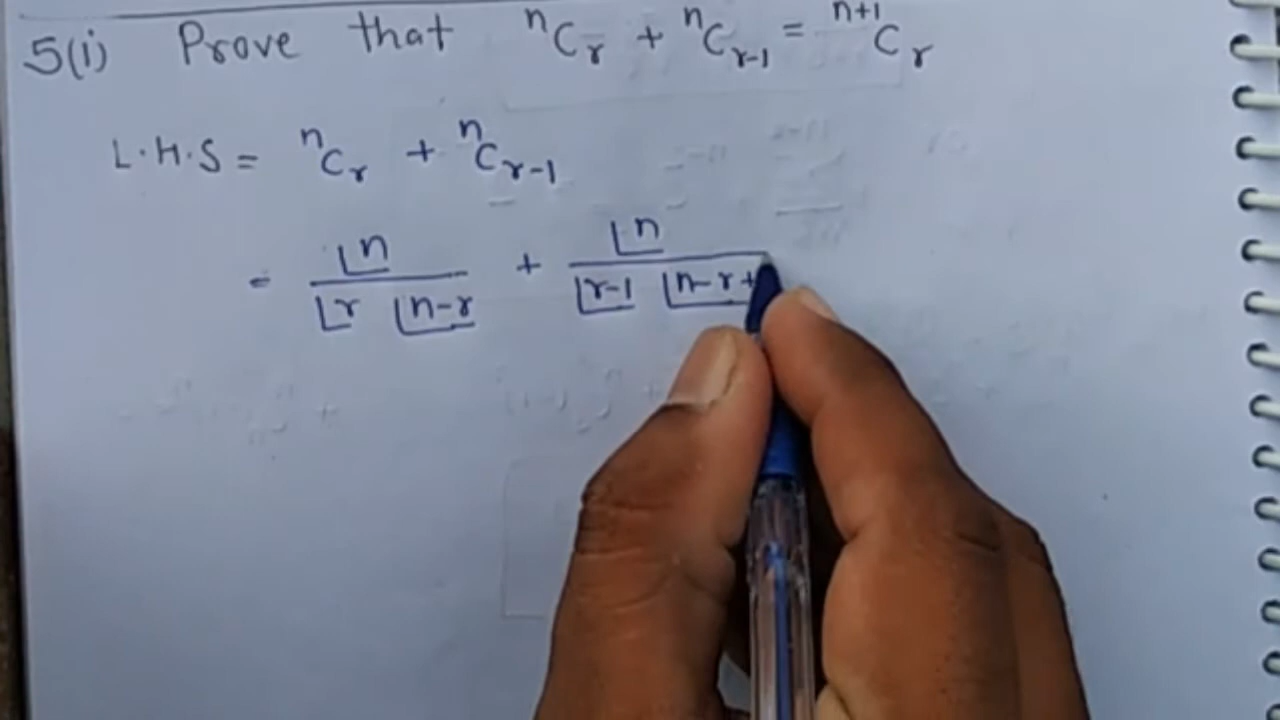 5(i) Prove that ⁿCᵣ + ⁿCᵣ₋₁ = ⁿ⁺¹Cᵣ
L.H.S = ⁿCᵣ + ⁿCᵣ₋₁
= ⌊n / ⌊r ⌊n-r + ⌊n / ⌊r-1 ⌊n-r+